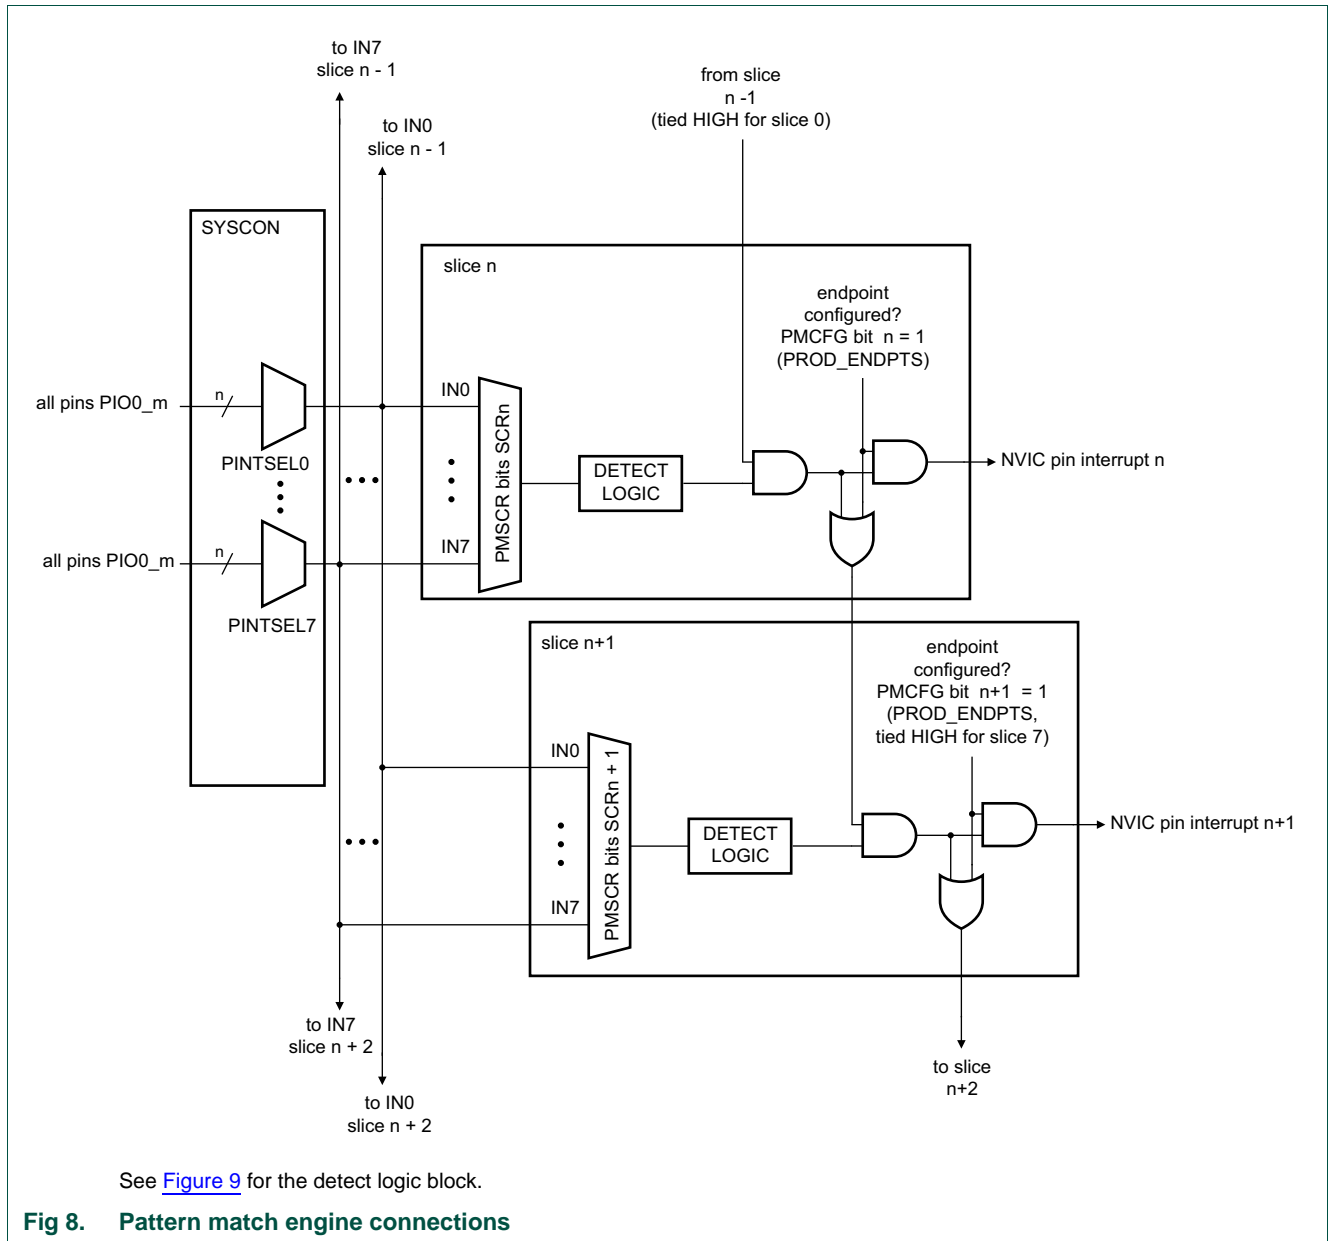 to IN7
slice n - 1
to IN0
slice n - 1
from slice
n -1
(tied HIGH for slice 0)
SYSCON
slice n
endpoint
configured?
PMCFG bit n = 1
(PROD_ENDPTS)
all pins PIO0_m
n
PINTSEL0
IN0
PMSCR bits SCRn
DETECT
LOGIC
NVIC pin interrupt n
all pins PIO0_m
n
PINTSEL7
IN7
slice n+1
endpoint
configured?
PMCFG bit n+1 = 1
(PROD_ENDPTS,
tied HIGH for slice 7)
IN0
PMSCR bits SCRn + 1
DETECT
LOGIC
NVIC pin interrupt n+1
IN7
to IN7
slice n + 2
to IN0
slice n + 2
to slice
n+2
See Figure 9 for the detect logic block.
Fig 8. Pattern match engine connections